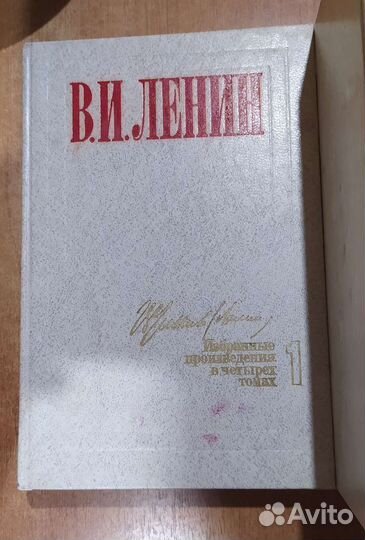 В.И.ЛЕНИН
Избранные
произведения
в четырех
томах
1
Avito